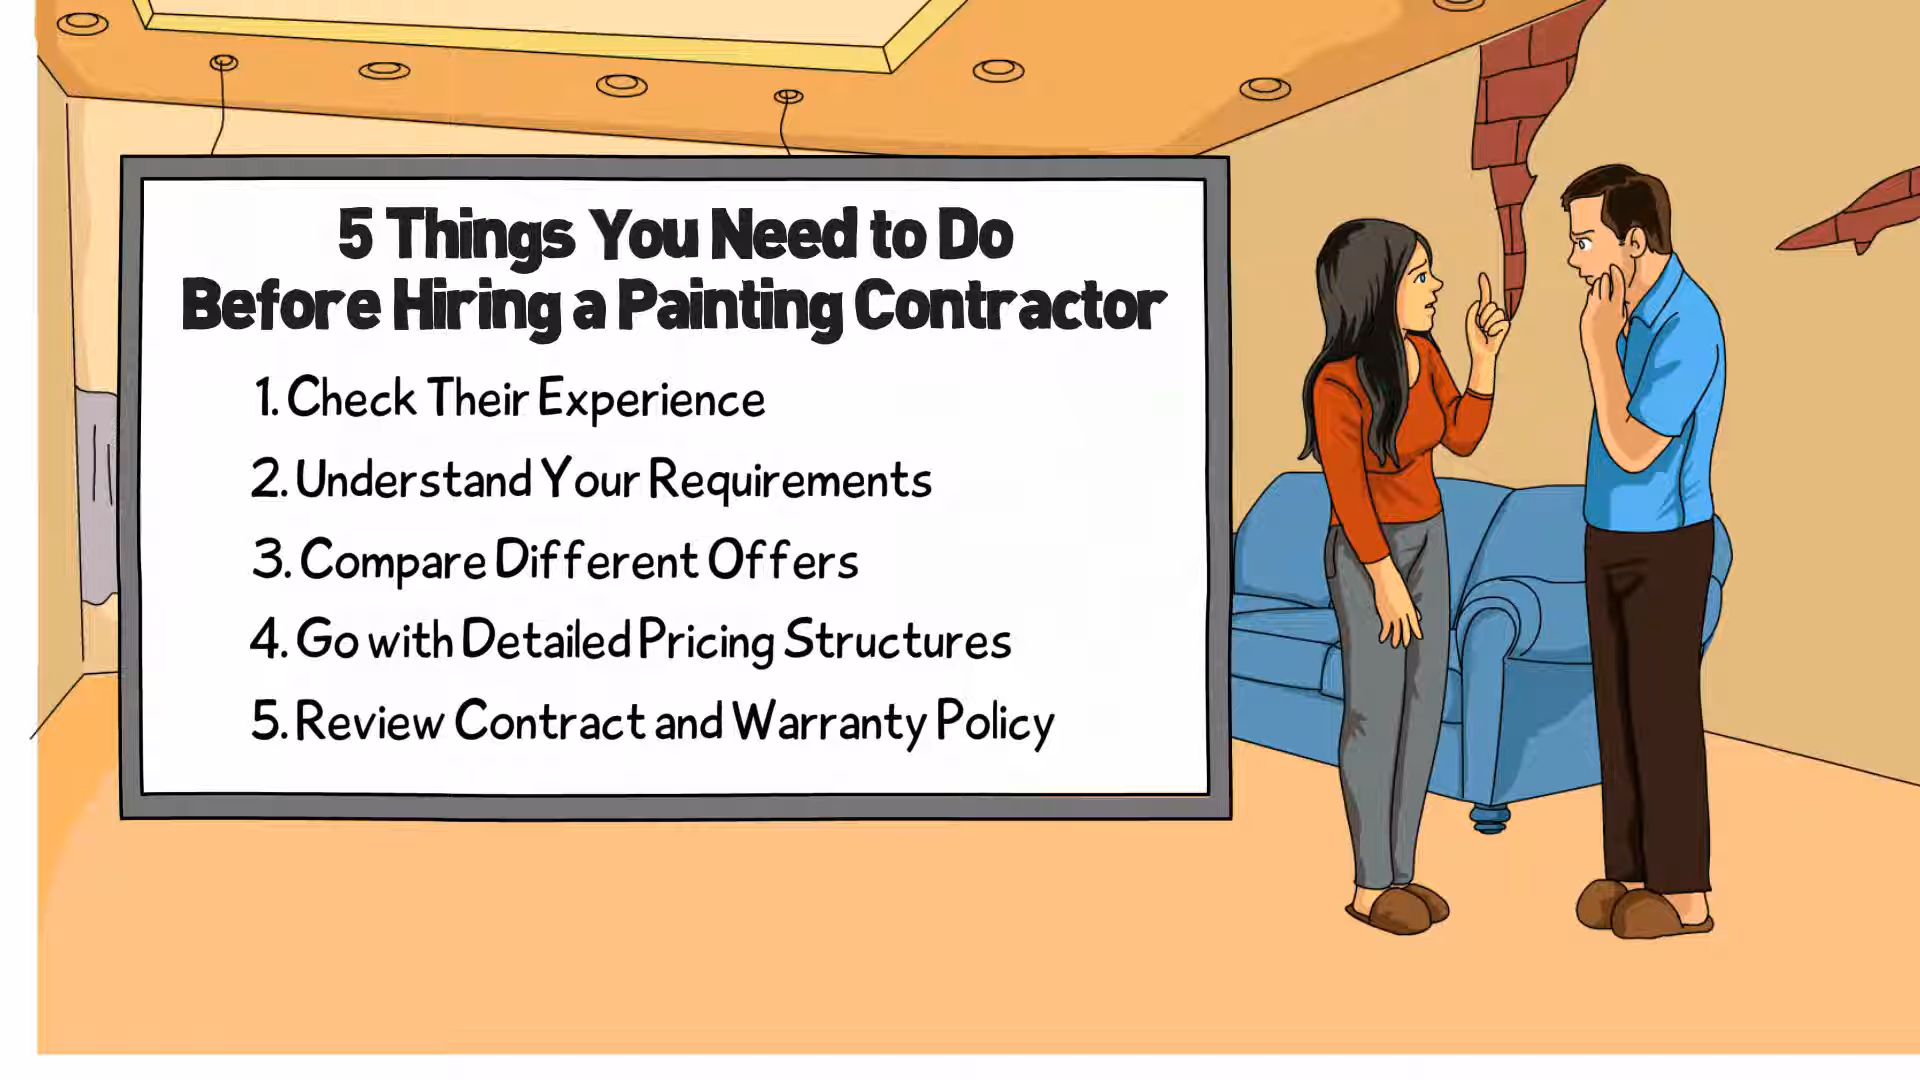 5 Things You Need to Do
Before Hiring a Painting Contractor
1. Check Their Experience
2. Understand Your Requirements
3. Compare Different Offers
4. Go with Detailed Pricing Structures
5. Review Contract and Warranty Policy